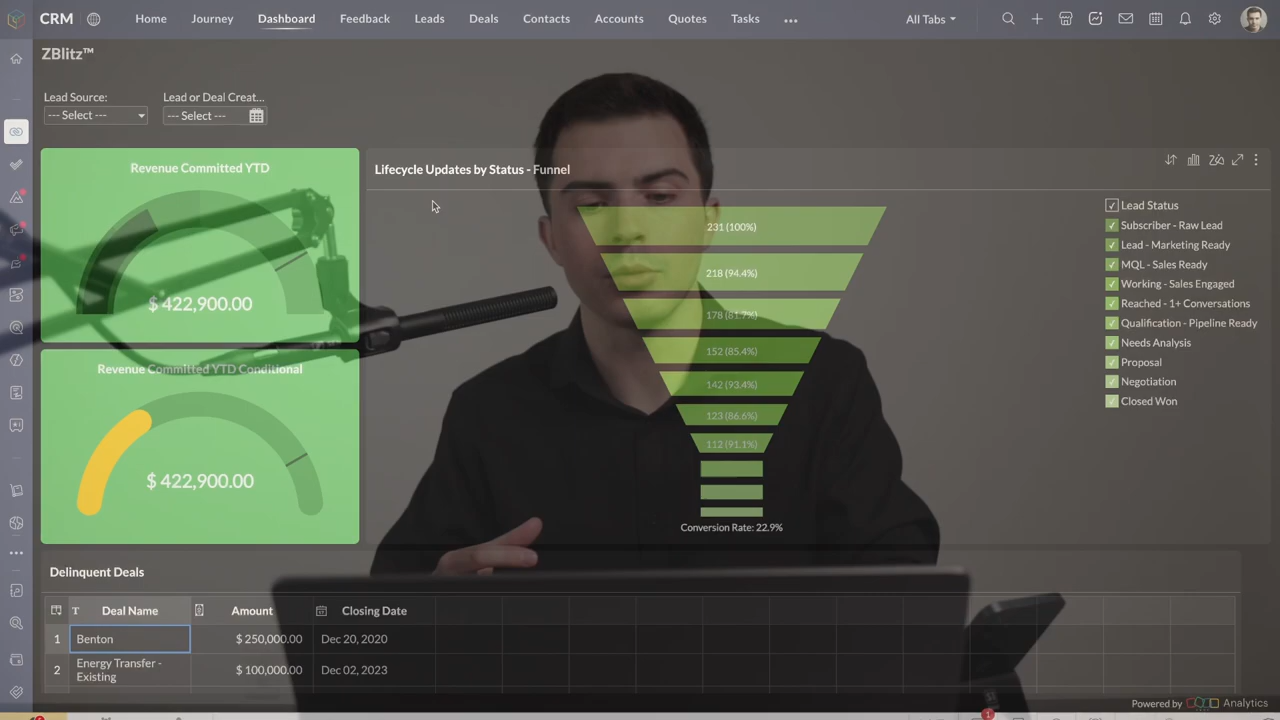 CRM
Home
Journey
Dashboard
Feedback
Leads
Deals
Contacts
Accounts
Quotes
Tasks
All Tabs
ZBlitz™
Lead Source:
Lead or Deal Creat...
--- Select ---
--- Select ---
Revenue Committed YTD
$ 422,900.00
Revenue Committed YTD Conditional
$ 422,900.00
Lifecycle Updates by Status - Funnel
231 (100%)
218 (94.4%)
178 (81.7%)
152 (85.4%)
142 (93.4%)
123 (86.6%)
112 (91.1%)
Conversion Rate: 22.9%
Lead Status
Subscriber - Raw Lead
Lead - Marketing Ready
MQL - Sales Ready
Working - Sales Engaged
Reached - 1+ Conversations
Qualification - Pipeline Ready
Needs Analysis
Proposal
Negotiation
Closed Won
Delinquent Deals
T Deal Name Amount Closing Date
1 Benton $ 250,000.00 Dec 20, 2020
2 Energy Transfer - Existing $ 100,000.00 Dec 02, 2023
Powered by Analytics
1